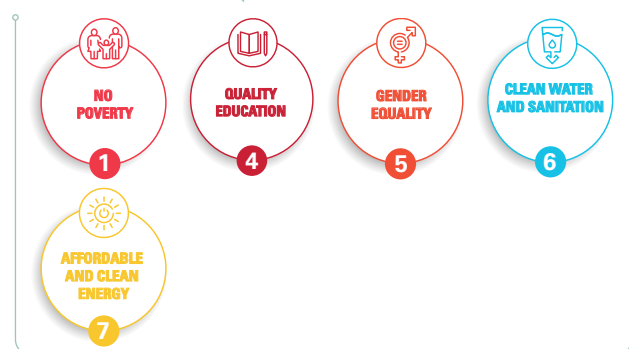 NO
POVERTY
1
QUALITY
EDUCATION
4
GENDER
EQUALITY
5
CLEAN WATER
AND SANITATION
6
AFFORDABLE
AND CLEAN
ENERGY
7